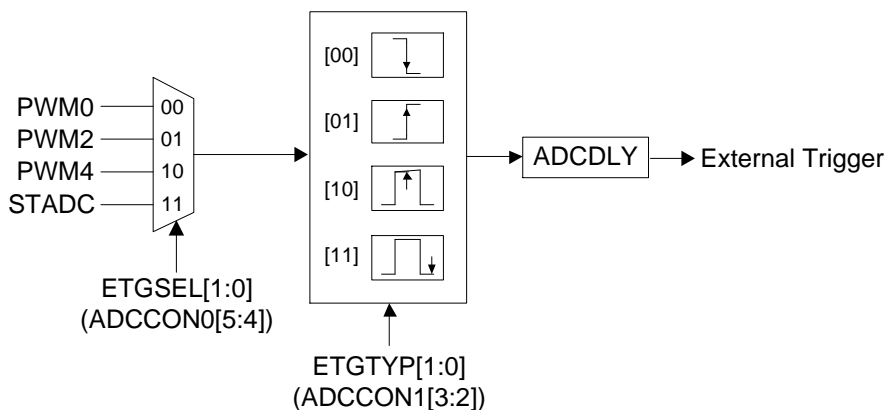 PWM0
PWM2
PWM4
STADC
00
01
10
11
ETGSEL[1:0]
(ADCCON0[5:4])
[00]
[01]
[10]
[11]
ETGTYP[1:0]
(ADCCON1[3:2])
ADCDLY
External Trigger